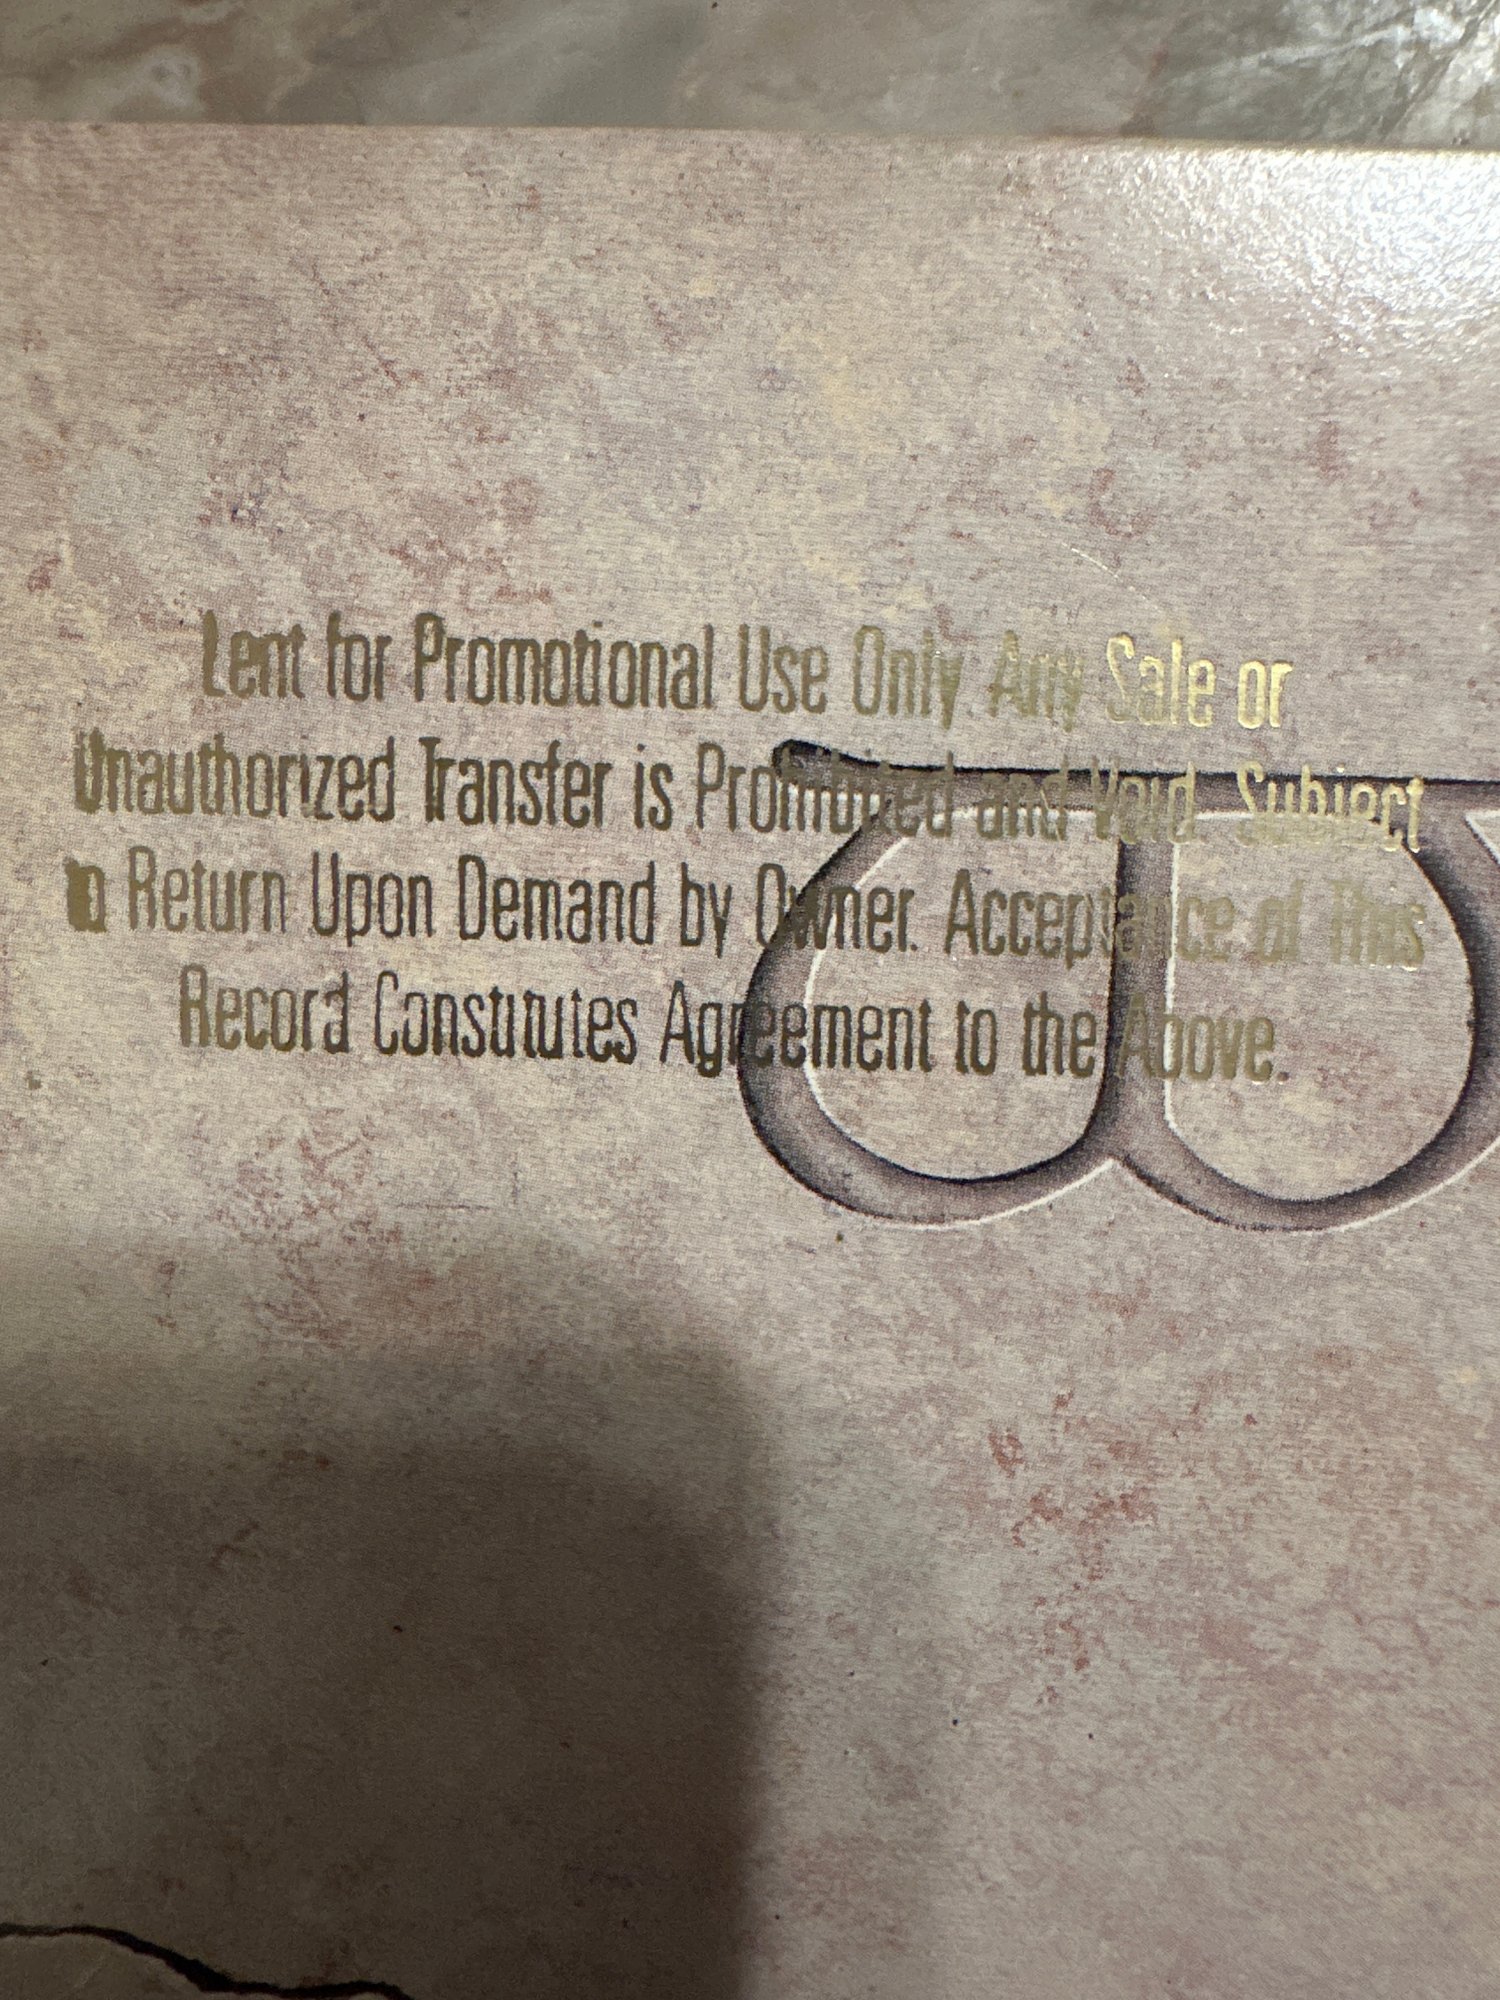 Lent for Promotional Use Only. Any Sale or
Unauthorized Transfer is Prohibited and Void. Subject
to Return Upon Demand by Owner. Acceptance of This
Record Constitutes Agreement to the Above.